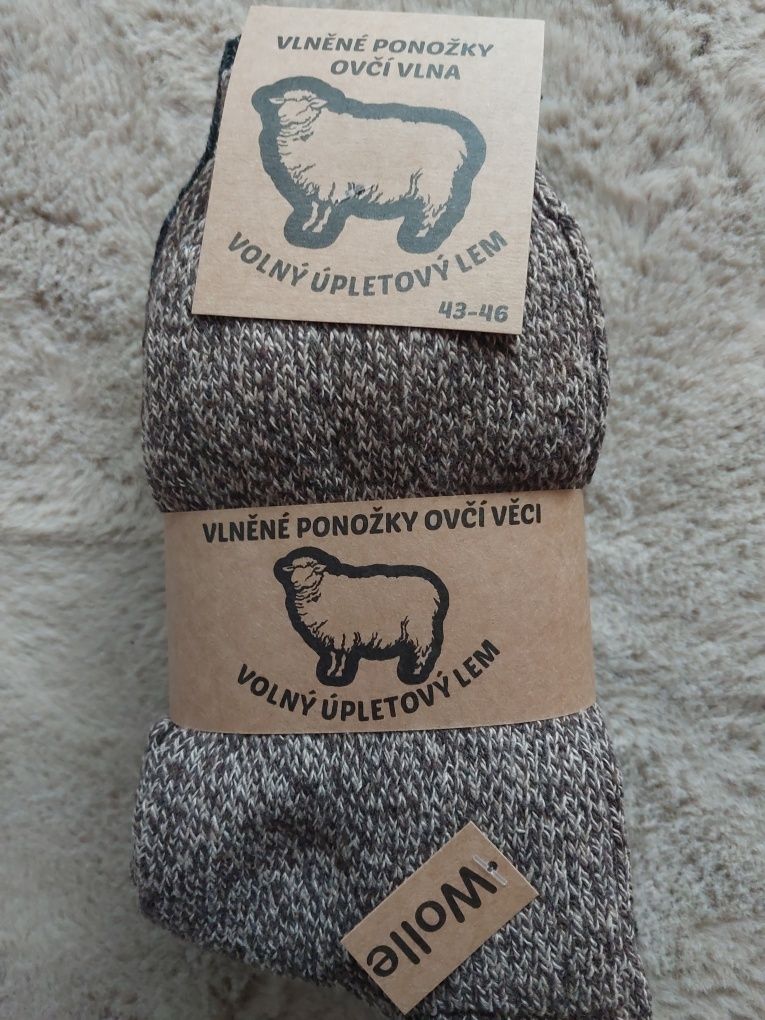 VLNĚNÉ PONOŽKY
OVČÍ VLNA
VOLNÝ ÚPLETOVÝ LEM
43-46
VLNĚNÉ PONOŽKY OVČÍ VĚCI
VOLNÝ ÚPLETOVÝ LEM
Wolle